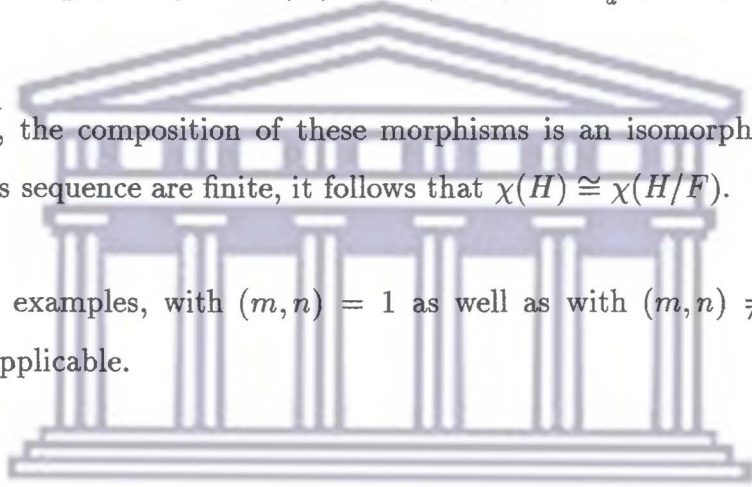 , the composition of these morphisms is an isomorph
s sequence are finite, it follows that χ(H) ≅ χ(H/F).
examples, with (m, n) = 1 as well as with (m, n)
pplicable.